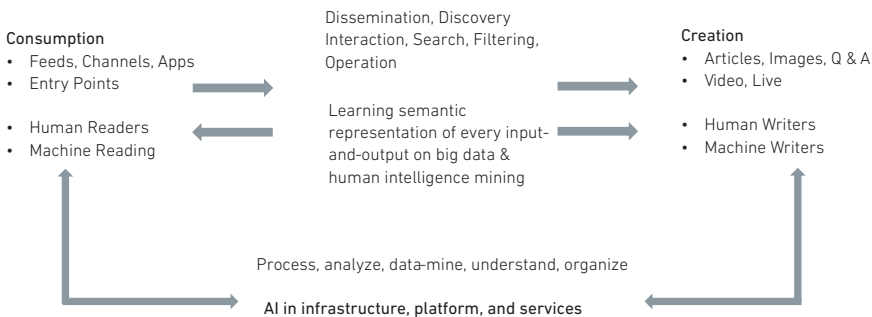 Consumption
• Feeds, Channels, Apps
• Entry Points
• Human Readers
• Machine Reading
Dissemination, Discovery
Interaction, Search, Filtering,
Operation
Learning semantic
representation of every input-
and-output on big data &
human intelligence mining
Creation
• Articles, Images, Q & A
• Video, Live
• Human Writers
• Machine Writers
Process, analyze, data-mine, understand, organize
AI in infrastructure, platform, and services